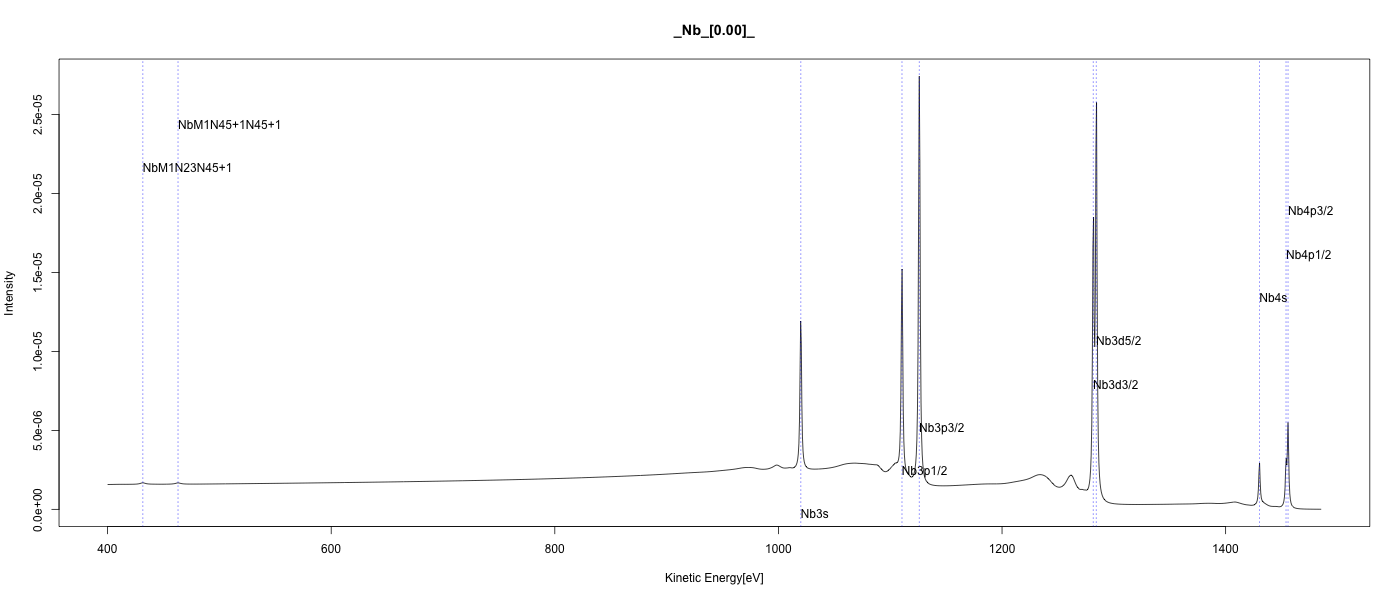 _Nb_[0.00]_
Intensity
2.5e-05
2.0e-05
1.5e-05
1.0e-05
5.0e-06
0.0e+00
NbM1N45+1N45+1
NbM1N23N45+1
Nb4p3/2
Nb4p1/2
Nb4s
Nb3d5/2
Nb3d3/2
Nb3p3/2
Nb3p1/2
Nb3s
400 600 800 1000 1200 1400
Kinetic Energy[eV]